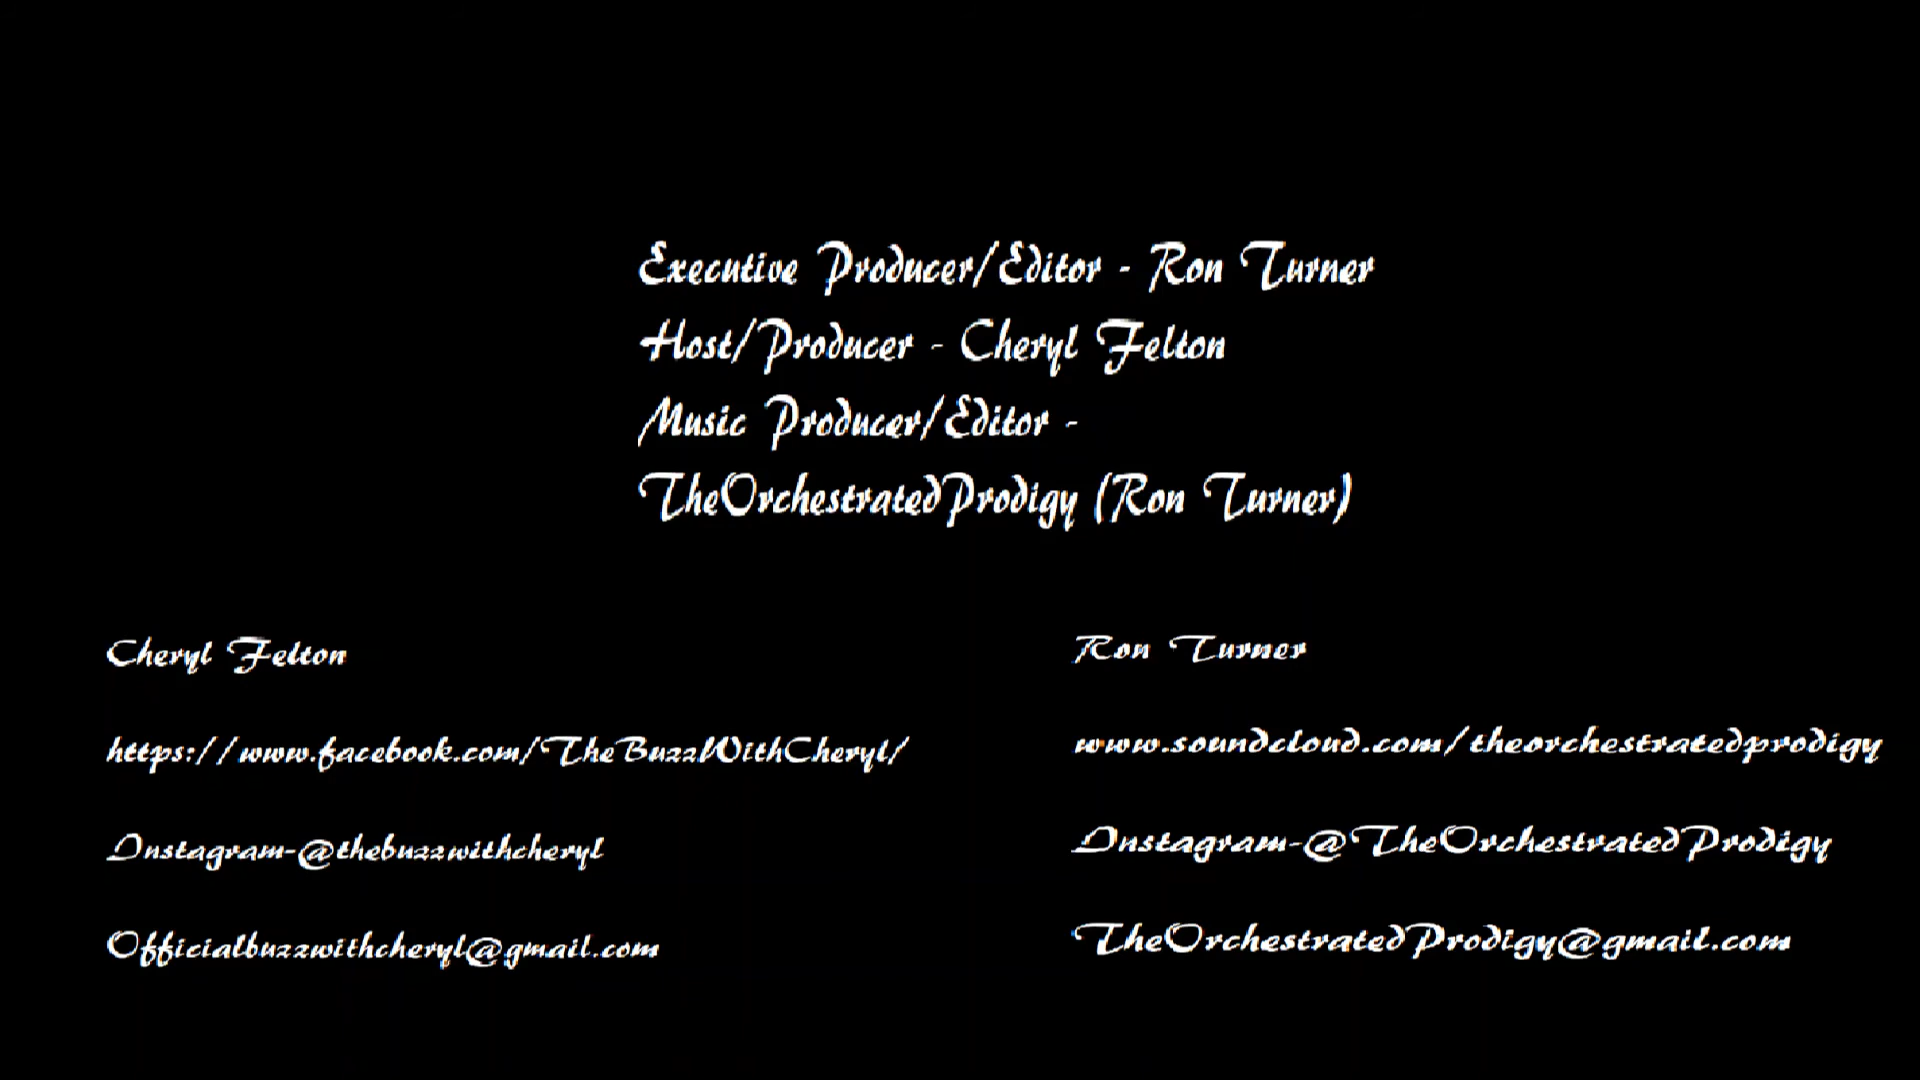 Executive Producer/Editor - Ron Turner
Host/Producer - Cheryl Felton
Music Producer/Editor -
TheOrchestratedProdigy (Ron Turner)
Cheryl Felton
https://www.facebook.com/TheBuzzWithCheryl/
Instagram-@thebuzzwithcheryl
Officialbuzzwithcheryl@gmail.com
Ron Turner
www.soundcloud.com/theorchestratedprodigy
Instagram-@TheOrchestratedProdigy
TheOrchestratedProdigy@gmail.com